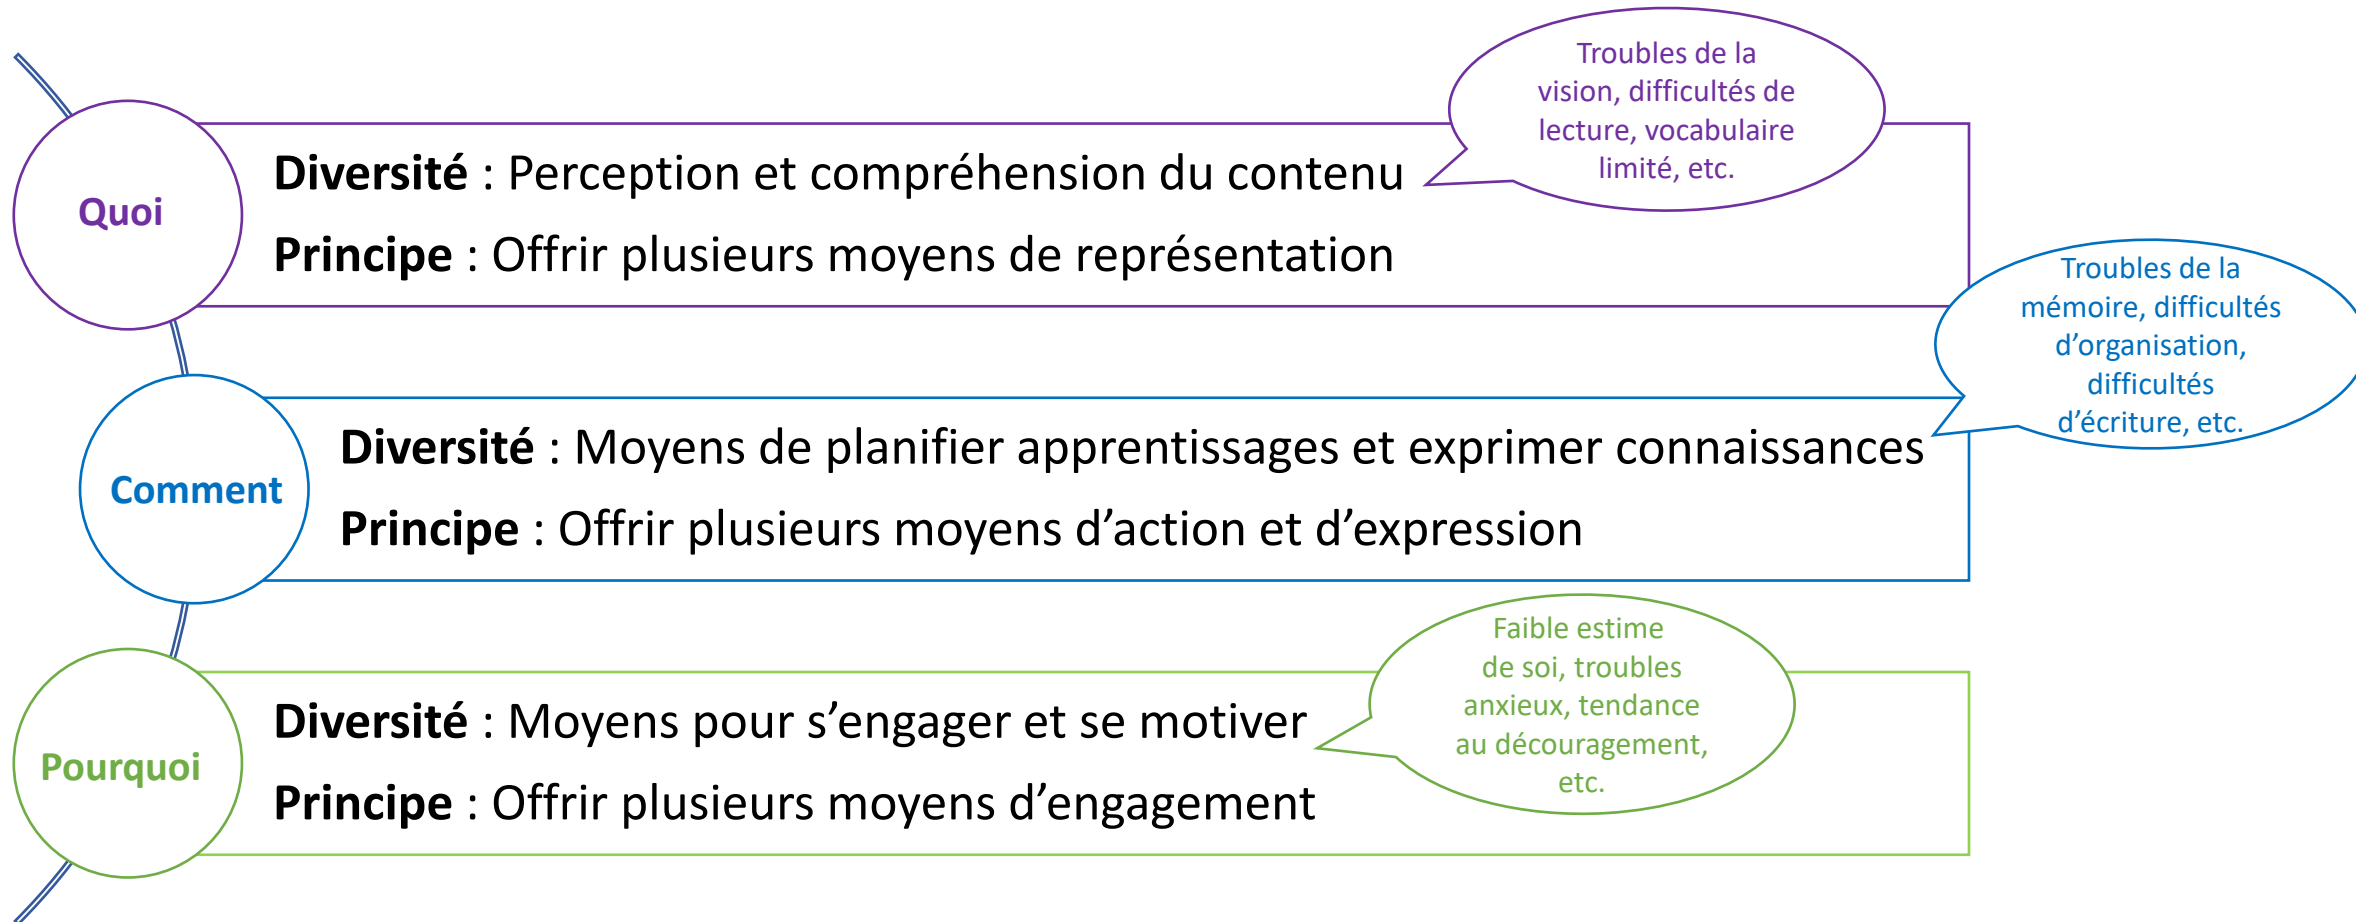 Troubles de la
vision, difficultés de
lecture, vocabulaire
limité, etc.
Quoi
Diversité : Perception et compréhension du contenu
Principe : Offrir plusieurs moyens de représentation
Troubles de la
mémoire, difficultés
d’organisation,
difficultés
d’écriture, etc.
Comment
Diversité : Moyens de planifier apprentissages et exprimer connaissances
Principe : Offrir plusieurs moyens d’action et d’expression
Faible estime
de soi, troubles
anxieux, tendance
au découragement,
etc.
Pourquoi
Diversité : Moyens pour s’engager et se motiver
Principe : Offrir plusieurs moyens d’engagement